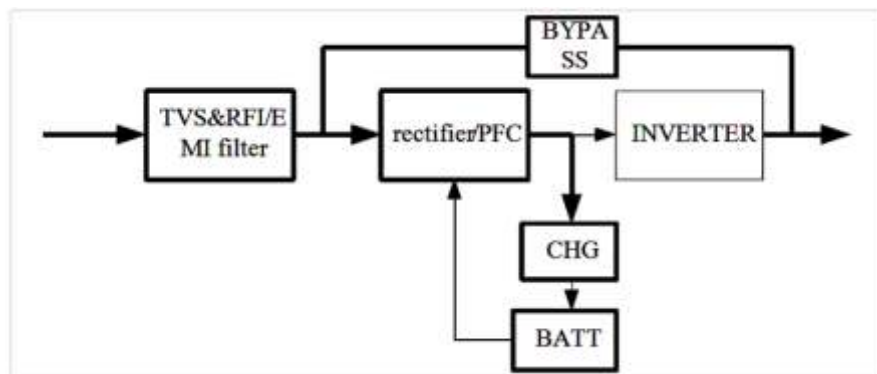 BYPA
SS
TVS&RFI/E
MI filter
rectifier/PFC
INVERTER
CHG
BATT